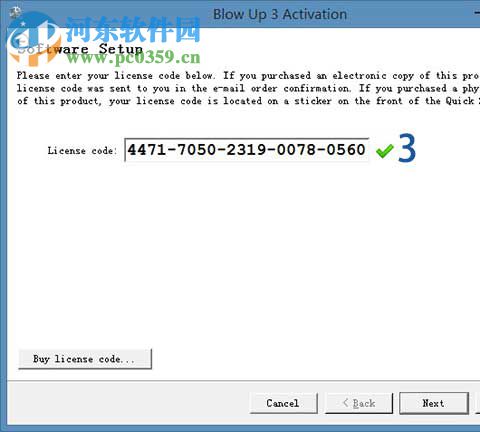 Blow Up 3 Activation
河东软件园
www.pc0359.cn
Software Setup
Please enter your license code below. If you purchased an electronic copy of this pro
license code was sent to you in the e-mail order confirmation. If you purchased a phy
of this product, your license code is located on a sticker on the front of the Quick
License code: 4471-7050-2319-0078-0560 3
Buy license code...
Cancel < Back Next